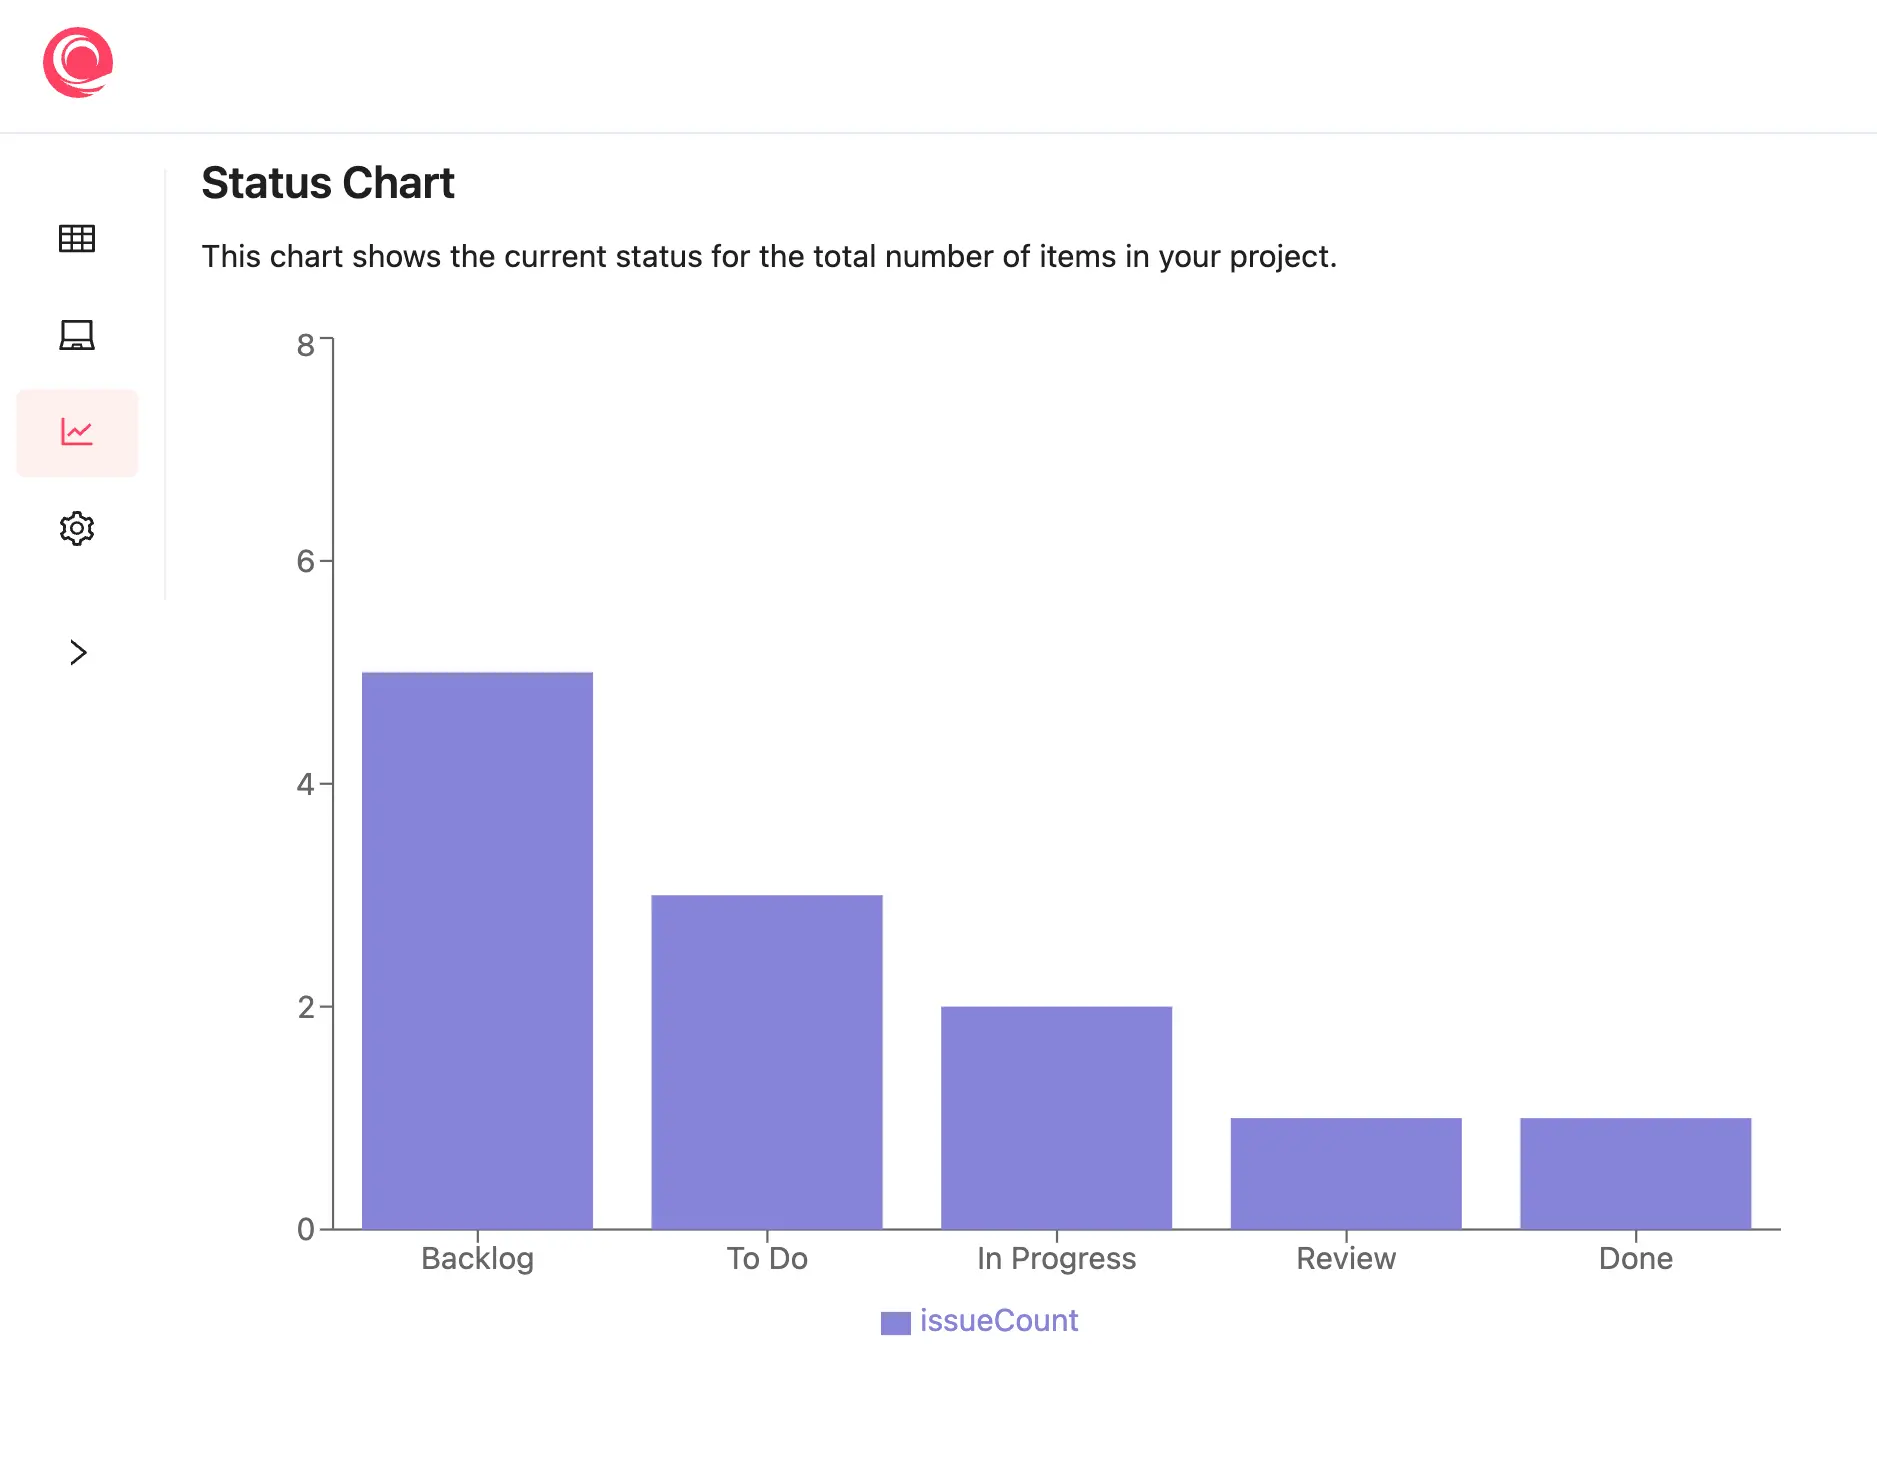 Status Chart
This chart shows the current status for the total number of items in your project.
8
6
4
2
0
Backlog To Do In Progress Review Done
issueCount